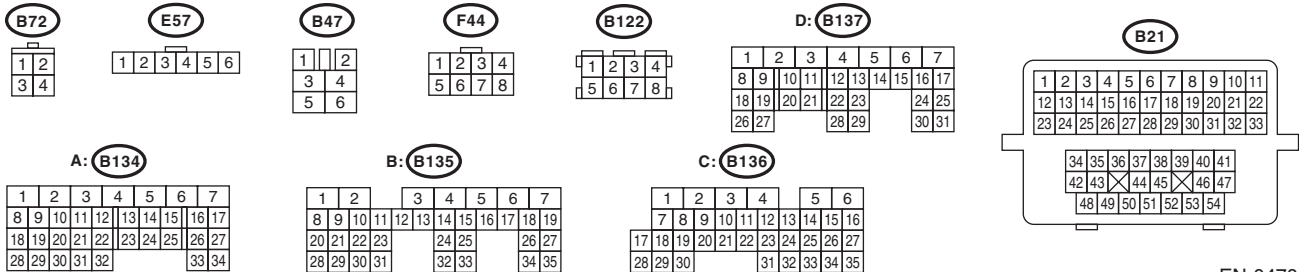 B72
E57
B47
F44
B122
D: B137
B21
1 2
3 4
1 2 3 4 5 6
1 2
3 4
5 6
1 2 3 4
5 6 7 8
1 2 3 4
5 6 7 8
1 2 3 4 5 6 7
8 9 10 11 12 13 14 15 16 17
18 19 20 21 22 23 24 25
26 27 28 29 30 31
1 2 3 4 5 6 7 8 9 10 11
12 13 14 15 16 17 18 19 20 21 22
23 24 25 26 27 28 29 30 31 32 33
34 35 36 37 38 39 40 41
42 43 44 45 46 47
48 49 50 51 52 53 54
A: B134
B: B135
C: B136
1 2 3 4 5 6 7
8 9 10 11 12 13 14 15 16 17
18 19 20 21 22 23 24 25 26 27
28 29 30 31 32 33 34
1 2 3 4 5 6 7
8 9 10 11 12 13 14 15 16 17 18 19
20 21 22 23 24 25 26 27
28 29 30 31 32 33 34 35
1 2 3 4 5 6
7 8 9 10 11 12 13 14 15 16
17 18 19 20 21 22 23 24 25 26 27
28 29 30 31 32 33 34 35